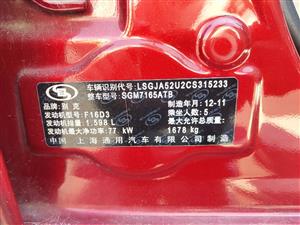 车辆识别代号: LSGJA52U2CS315233
整车型号: SGM7165ATB
品牌: 别克 制造年月: 12-11
发动机型号: F16D3 乘坐人数: 5
发动机排量: 1.598 L 最大允许总质量:
发动机最大净功率: 77 kW 1678 kg
中国 上海通用汽车有限公司制造